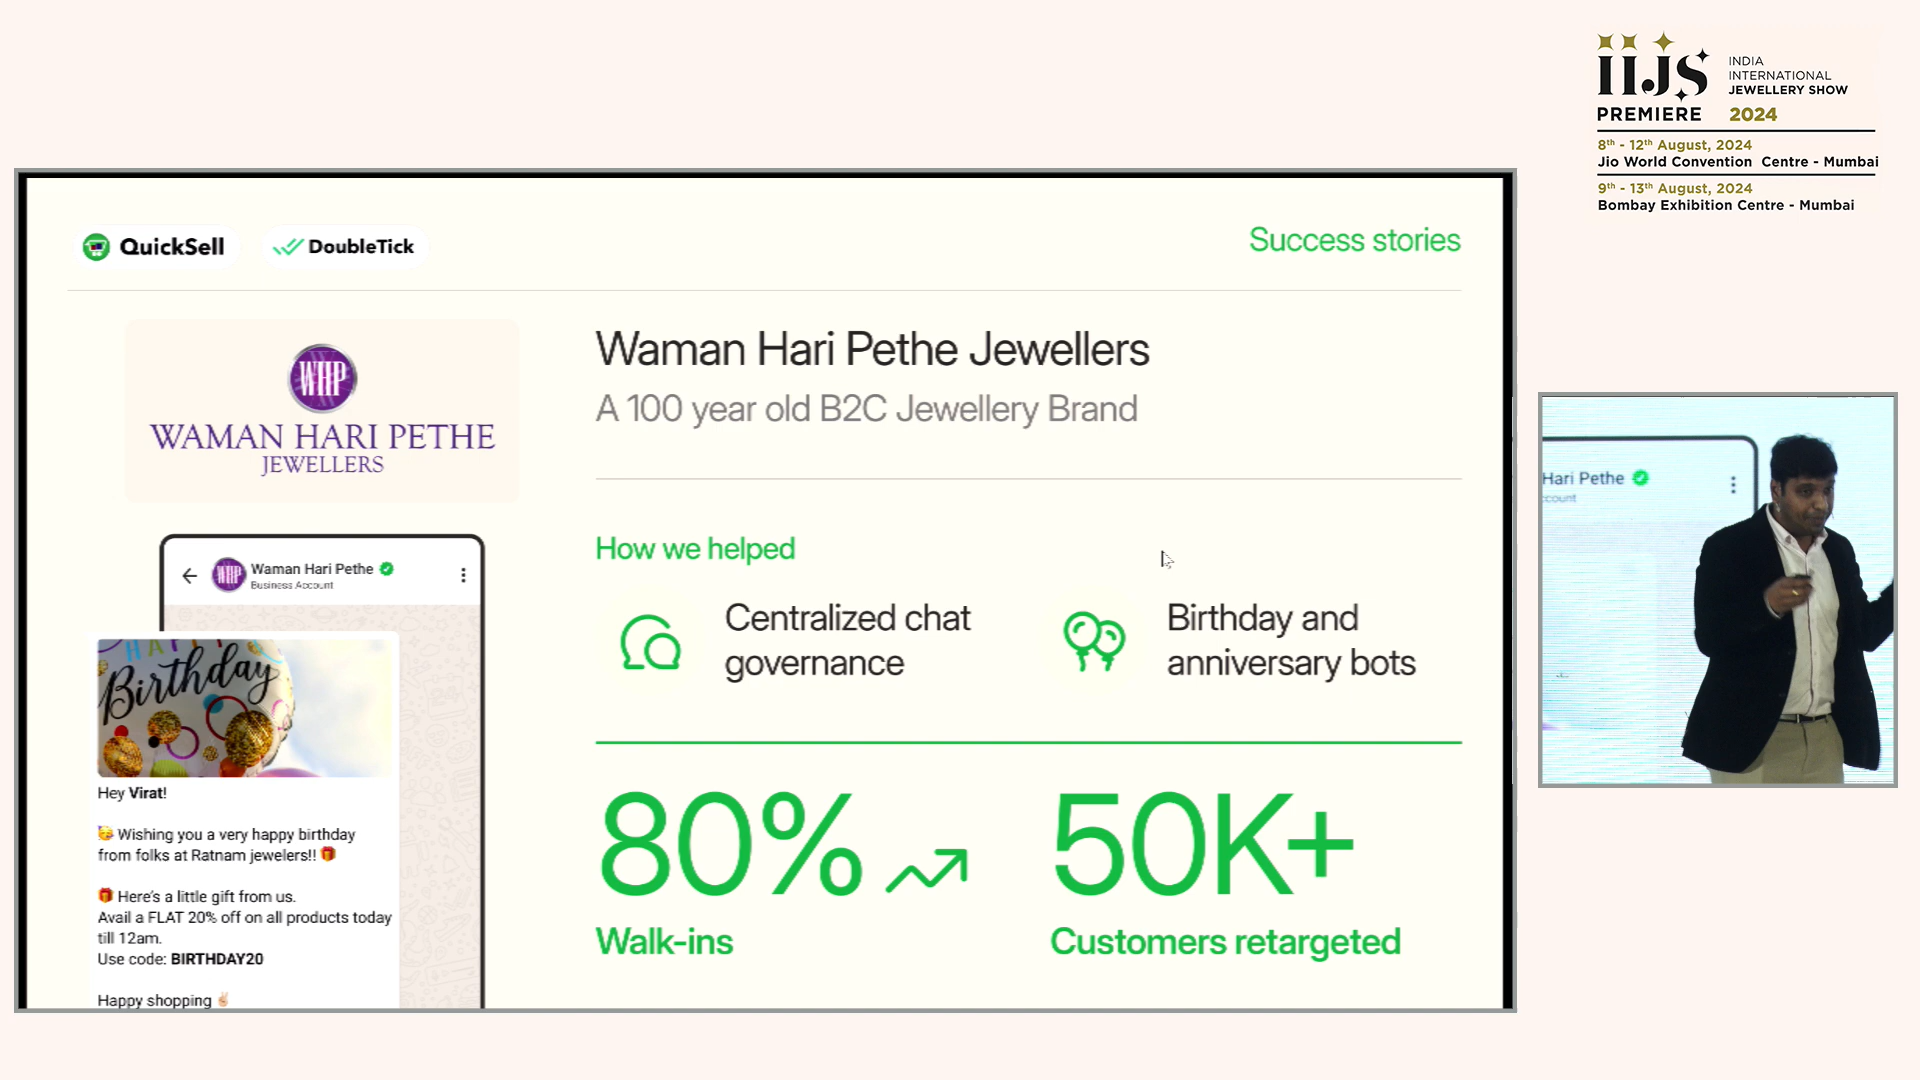 IIJS
INDIA
INTERNATIONAL
JEWELLERY SHOW
PREMIERE 2024
8th - 12th August, 2024
Jio World Convention Centre - Mumbai
9th - 13th August, 2024
Bombay Exhibition Centre - Mumbai
QuickSell
DoubleTick
Success stories
WHP
WAMAN HARI PETHE
JEWELLERS
Waman Hari Pethe Jewellers
A 100 year old B2C Jewellery Brand
How we helped
Centralized chat
governance
Birthday and
anniversary bots
80%
Walk-ins
50K+
Customers retargeted
WHP
Waman Hari Pethe
Business Account
HAPPY
Birthday
Hey Virat!
🥳 Wishing you a very happy birthday
from folks at Ratnam jewelers!! 🎁
🎁 Here's a little gift from us.
Avail a FLAT 20% off on all products today
till 12am.
Use code: BIRTHDAY20
Happy shopping ✌🏻
Hari Pethe
ccount